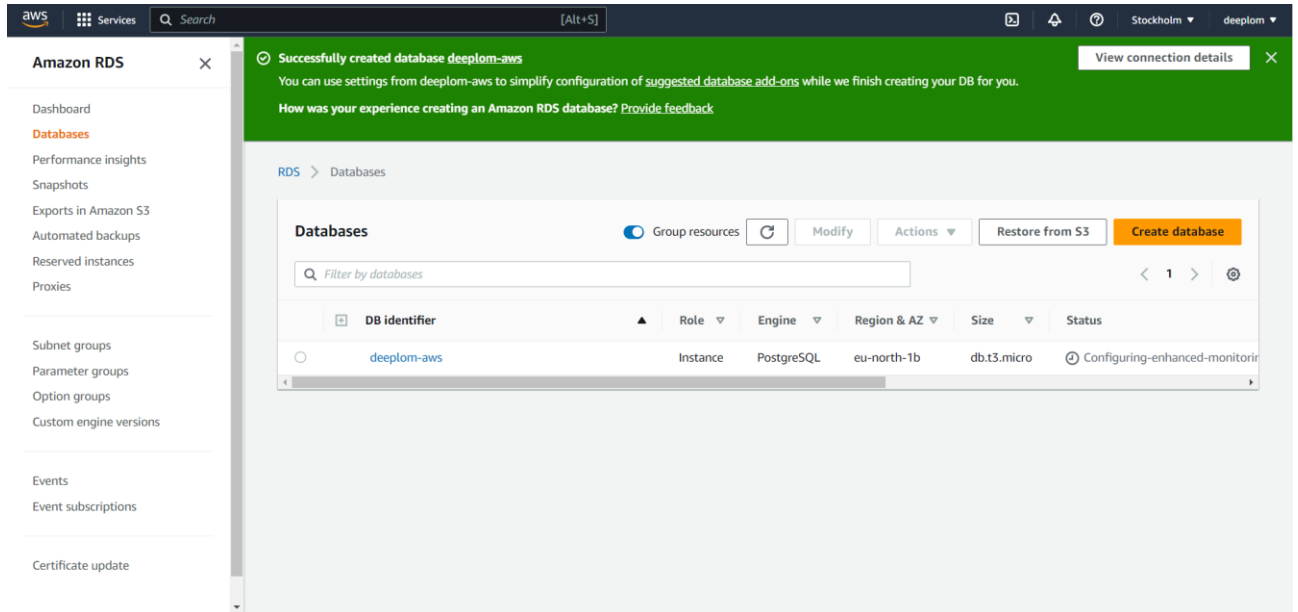 aws Services Search [Alt+S] Stockholm deeplom
Amazon RDS
Dashboard
Databases
Performance insights
Snapshots
Exports in Amazon S3
Automated backups
Reserved instances
Proxies
Subnet groups
Parameter groups
Option groups
Custom engine versions
Events
Event subscriptions
Certificate update
Successfully created database deeplom-aws
View connection details
You can use settings from deeplom-aws to simplify configuration of suggested database add-ons while we finish creating your DB for you.
How was your experience creating an Amazon RDS database? Provide feedback
RDS > Databases
Databases Group resources Modify Actions Restore from S3 Create database
Filter by databases < 1 >
DB identifier Role Engine Region & AZ Size Status
deeplom-aws Instance PostgreSQL eu-north-1b db.t3.micro Configuring-enhanced-monitorin